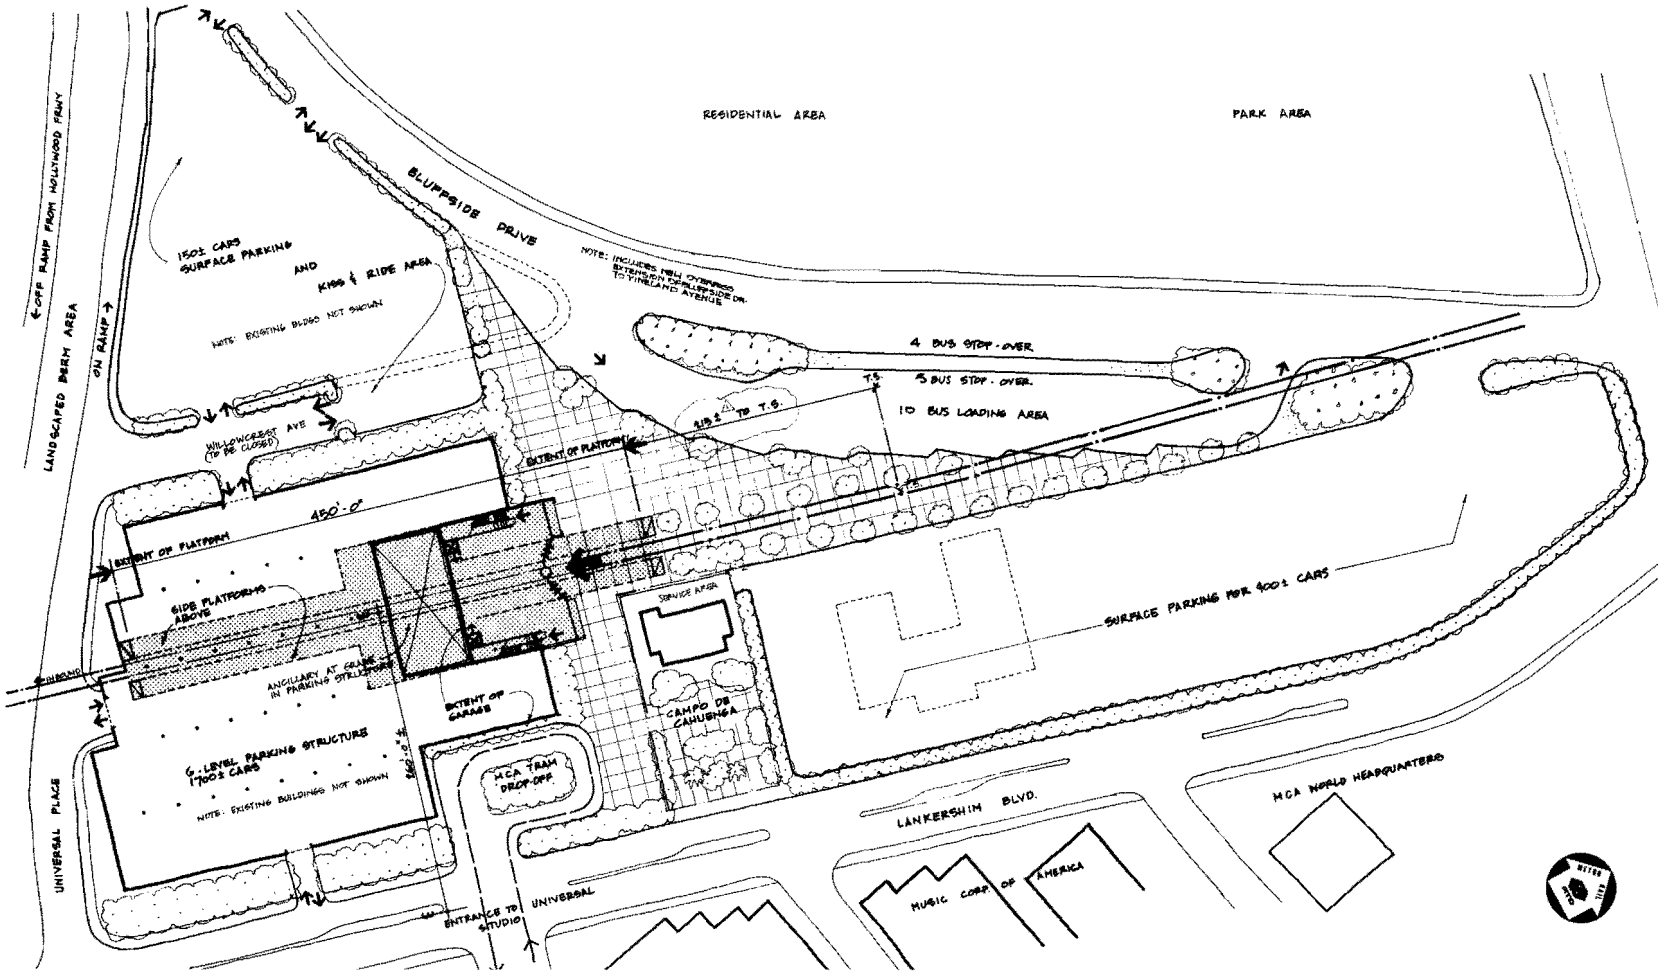 RESIDENTIAL AREA
PARK AREA
← OFF RAMP FROM HOLLYWOOD FRWY
LANDSCAPED BERM AREA
ON RAMP →
BLUFFSIDE DRIVE
150± CARS
SURFACE PARKING
AND
KISS & RIDE AREA
NOTE: EXISTING BLDGS NOT SHOWN
NOTE: INCLUDES NEW OVERPASS
EXTENSION OF BLUFFSIDE DR.
TO VINELAND AVENUE
4 BUS STOP-OVER
5 BUS STOP-OVER
T.S.
TO T.S.
10 BUS LOADING AREA
WILLOWCREST AVE
(TO BE CLOSED)
EXTENT OF PLATFORM
450'-0"
EXTENT OF PLATFORM
T.S.
SIDE PLATFORMS
ABOVE
SERVICE AREA
SURFACE PARKING FOR 400± CARS
INBOUND
ANCILLARY AT GRADE
IN PARKING STRUCTURE
EXTENT OF
GARAGE
CAMPO DE
CAHUENGA
6-LEVEL PARKING STRUCTURE
1700± CARS
NOTE: EXISTING BUILDINGS NOT SHOWN
MCA TRAM
DROP-OFF
UNIVERSAL PLACE
LANKERSHIM BLVD.
MCA WORLD HEADQUARTERS
MUSIC CORP. OF AMERICA
ENTRANCE TO UNIVERSAL
STUDIO
METRO RAIL